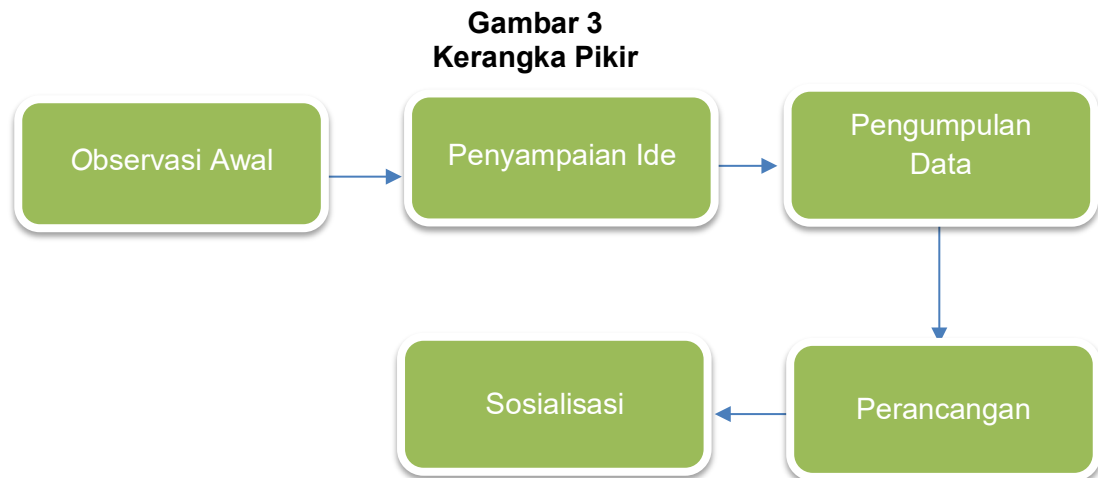 Gambar 3
Kerangka Pikir
Observasi Awal
Penyampaian Ide
Pengumpulan
Data
Perancangan
Sosialisasi